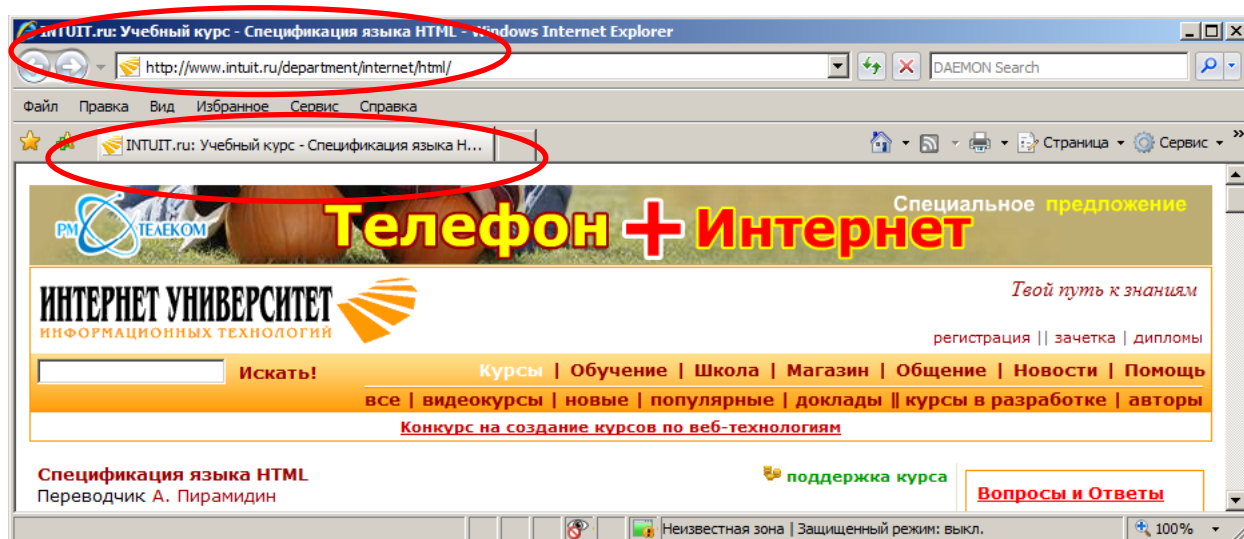 INTUIT.ru: Учебный курс - Спецификация языка HTML - Windows Internet Explorer
http://www.intuit.ru/department/internet/html/
DAEMON Search
Файл Правка Вид Избранное Сервис Справка
INTUIT.ru: Учебный курс - Спецификация языка Н...
Страница
Сервис
»
РМ ТЕЛЕКОМ
Телефон + Интернет
Специальное предложение
ИНТЕРНЕТ УНИВЕРСИТЕТ
ИНФОРМАЦИОННЫХ ТЕХНОЛОГИЙ
Твой путь к знаниям
регистрация || зачетка | дипломы
Искать!
Курсы | Обучение | Школа | Магазин | Общение | Новости | Помощь
все | видеокурсы | новые | популярные | доклады || курсы в разработке | авторы
Конкурс на создание курсов по веб-технологиям
Спецификация языка HTML
Переводчик А. Пирамидин
поддержка курса
Вопросы и Ответы
Неизвестная зона | Защищенный режим: выкл.
100%